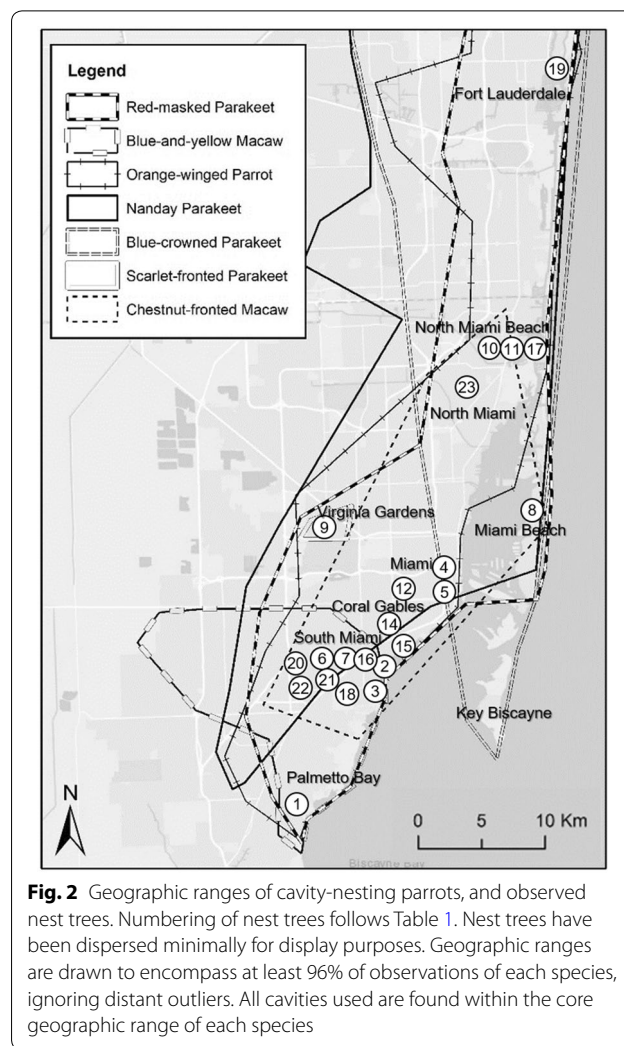 Legend
Red-masked Parakeet
Blue-and-yellow Macaw
Orange-winged Parrot
Nanday Parakeet
Blue-crowned Parakeet
Scarlet-fronted Parakeet
Chestnut-fronted Macaw
19
Fort Lauderdale
North Miami Beach
10 11 17
23
North Miami
Virginia Gardens
9
8
Miami Beach
Miami 4
12 5
Coral Gables
14
South Miami 15
20 6 7 16 2
22 21 18 3
Key Biscayne
Palmetto Bay
1
N
0 5 10 Km
Biscayne Bay
Fig. 2 Geographic ranges of cavity-nesting parrots, and observed
nest trees. Numbering of nest trees follows Table 1. Nest trees have
been dispersed minimally for display purposes. Geographic ranges
are drawn to encompass at least 96% of observations of each species,
ignoring distant outliers. All cavities used are found within the core
geographic range of each species